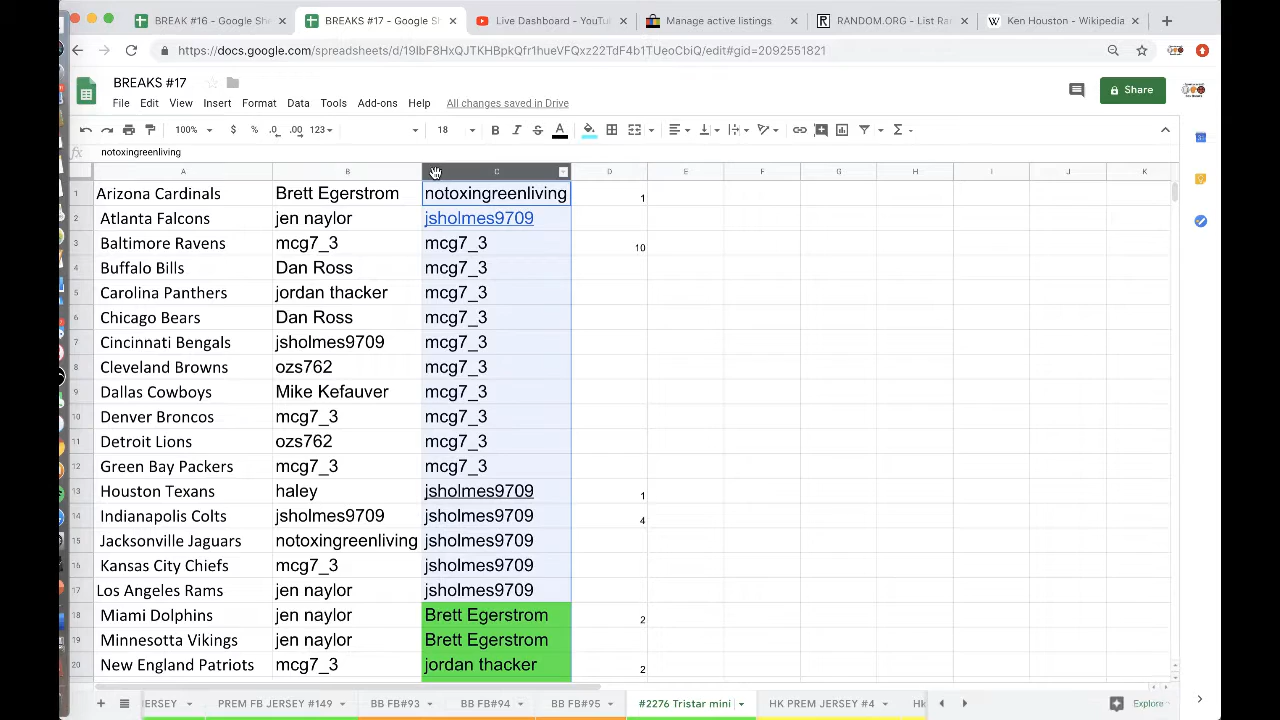 BREAK #16 - Google She
BREAKS #17 - Google Sh
Live Dashboard - YouTu
Manage active
RANDOM.ORG - List Ra
Ken Houston - Wikipedia
https://docs.google.com/spreadsheets/d/19IbF8HxQJTKHBpkQfr1hueVFQxz22TdF4b1TUeoCbiQ/edit#gid=2092551821
BREAKS #17
File Edit View Insert Format Data Tools Add-ons Help All changes saved in Drive
Share
100% $ % .0 .00 123 18 B I S A
fx notoxingreenliving
A B C D E F G H I J K
1 Arizona Cardinals Brett Egerstrom notoxingreenliving 1
2 Atlanta Falcons jen naylor jsholmes9709
3 Baltimore Ravens mcg7_3 mcg7_3 10
4 Buffalo Bills Dan Ross mcg7_3
5 Carolina Panthers jordan thacker mcg7_3
6 Chicago Bears Dan Ross mcg7_3
7 Cincinnati Bengals jsholmes9709 mcg7_3
8 Cleveland Browns ozs762 mcg7_3
9 Dallas Cowboys Mike Kefauver mcg7_3
10 Denver Broncos mcg7_3 mcg7_3
11 Detroit Lions ozs762 mcg7_3
12 Green Bay Packers mcg7_3 mcg7_3
13 Houston Texans haley jsholmes9709 1
14 Indianapolis Colts jsholmes9709 jsholmes9709 4
15 Jacksonville Jaguars notoxingreenliving jsholmes9709
16 Kansas City Chiefs mcg7_3 jsholmes9709
17 Los Angeles Rams jen naylor jsholmes9709
18 Miami Dolphins jen naylor Brett Egerstrom 2
19 Minnesotta Vikings jen naylor Brett Egerstrom
20 New England Patriots mcg7_3 jordan thacker 2
ERSEY PREM FB JERSEY #149 BB FB#93 BB FB#94 BB FB#95 #2276 Tristar mini HK PREM JERSEY #4 Hk Explore